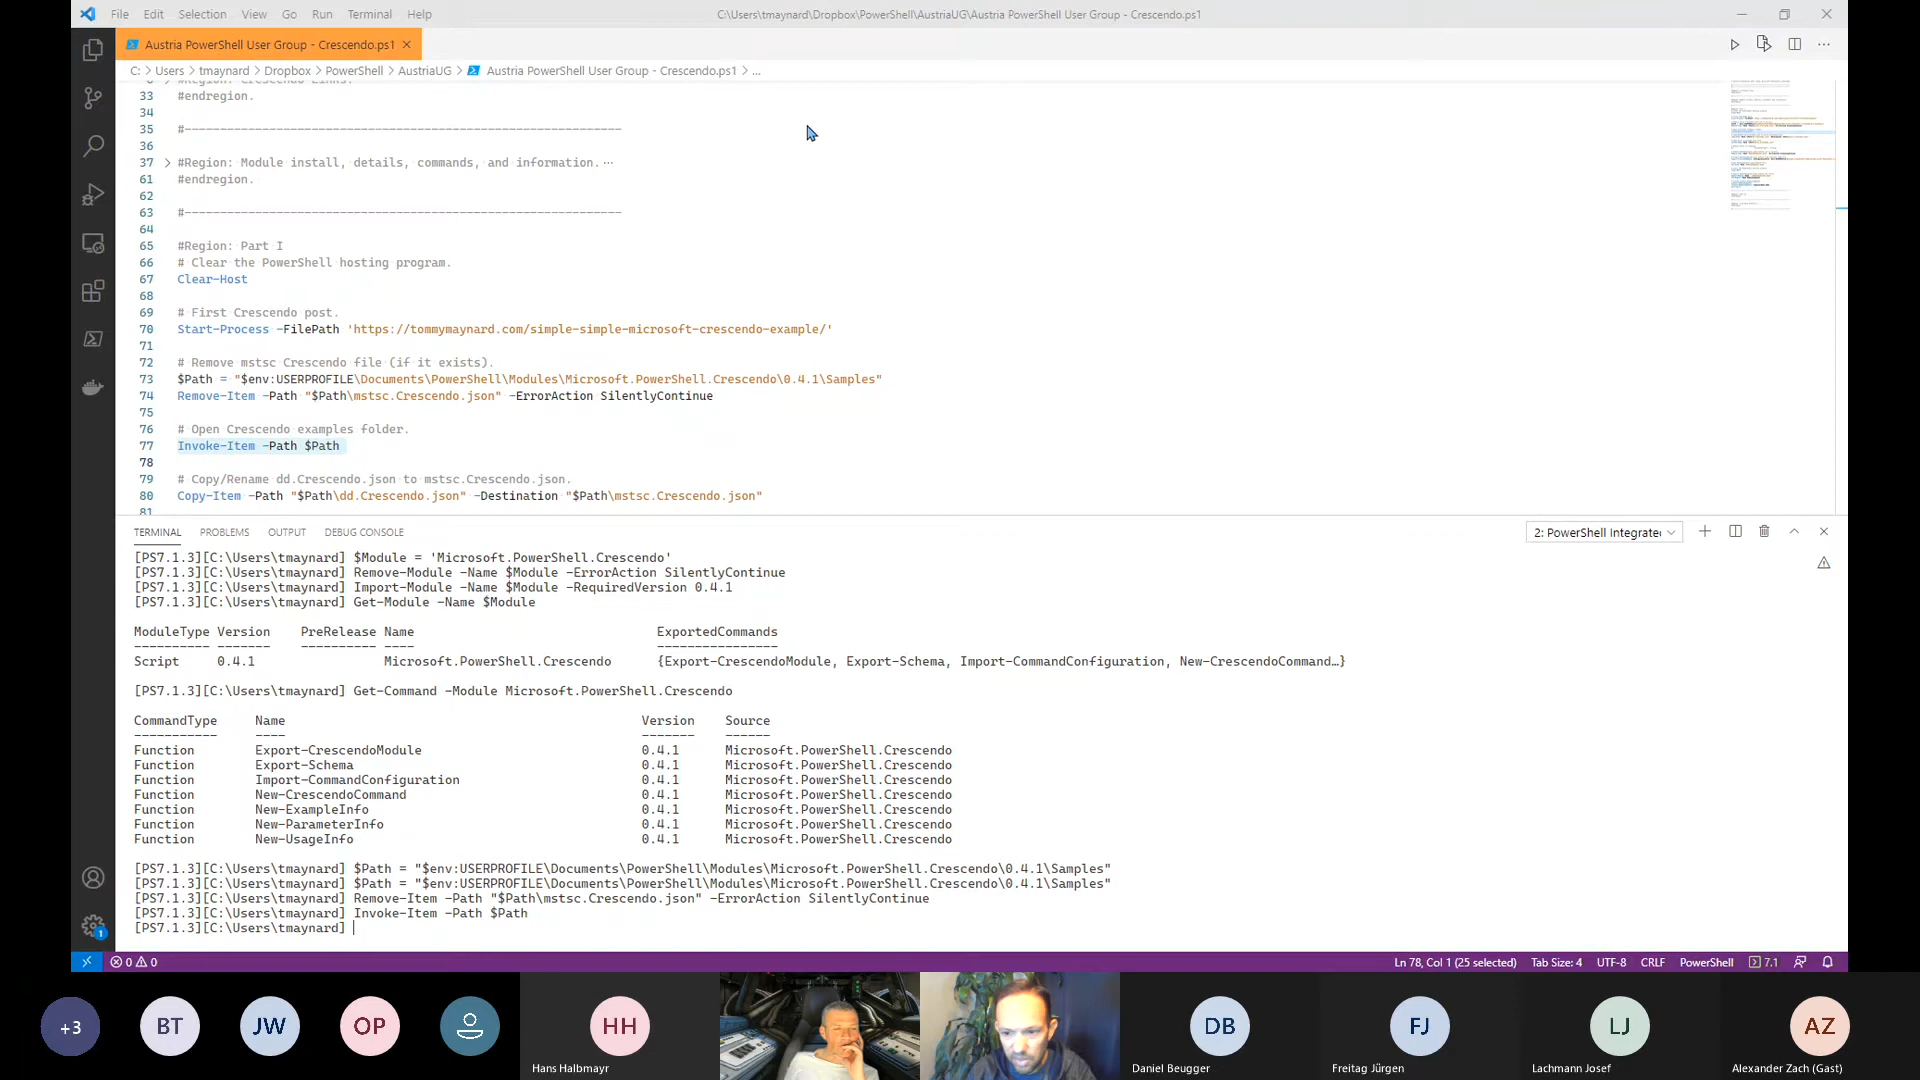 File Edit Selection View Go Run Terminal Help C:\Users\tmaynard\Dropbox\PowerShell\AustriaUG\Austria PowerShell User Group - Crescendo.ps1
Austria PowerShell User Group - Crescendo.ps1
C: > Users > tmaynard > Dropbox > PowerShell > AustriaUG > Austria PowerShell User Group - Crescendo.ps1 > ...
#Region: Crescendo Links.
33 #endregion.
34
35 #--------------------------------------------------------------
36
37 #Region: Module install, details, commands, and information.···
61 #endregion.
62
63 #--------------------------------------------------------------
64
65 #Region: Part I
66 # Clear the PowerShell hosting program.
67 Clear-Host
68
69 # First Crescendo post.
70 Start-Process -FilePath 'https://tommymaynard.com/simple-simple-microsoft-crescendo-example/'
71
72 # Remove mstsc Crescendo file (if it exists).
73 $Path = "$env:USERPROFILE\Documents\PowerShell\Modules\Microsoft.PowerShell.Crescendo\0.4.1\Samples"
74 Remove-Item -Path "$Path\mstsc.Crescendo.json" -ErrorAction SilentlyContinue
75
76 # Open Crescendo examples folder.
77 Invoke-Item -Path $Path
78
79 # Copy/Rename dd.Crescendo.json to mstsc.Crescendo.json.
80 Copy-Item -Path "$Path\dd.Crescendo.json" -Destination "$Path\mstsc.Crescendo.json"
81
TERMINAL PROBLEMS OUTPUT DEBUG CONSOLE 2: PowerShell Integrate
[PS7.1.3][C:\Users\tmaynard] $Module = 'Microsoft.PowerShell.Crescendo'
[PS7.1.3][C:\Users\tmaynard] Remove-Module -Name $Module -ErrorAction SilentlyContinue
[PS7.1.3][C:\Users\tmaynard] Import-Module -Name $Module -RequiredVersion 0.4.1
[PS7.1.3][C:\Users\tmaynard] Get-Module -Name $Module
ModuleType Version PreRelease Name ExportedCommands
---------- ------- ---------- ---- ----------------
Script 0.4.1 Microsoft.PowerShell.Crescendo {Export-CrescendoModule, Export-Schema, Import-CommandConfiguration, New-CrescendoCommand…}
[PS7.1.3][C:\Users\tmaynard] Get-Command -Module Microsoft.PowerShell.Crescendo
CommandType Name Version Source
----------- ---- ------- ------
Function Export-CrescendoModule 0.4.1 Microsoft.PowerShell.Crescendo
Function Export-Schema 0.4.1 Microsoft.PowerShell.Crescendo
Function Import-CommandConfiguration 0.4.1 Microsoft.PowerShell.Crescendo
Function New-CrescendoCommand 0.4.1 Microsoft.PowerShell.Crescendo
Function New-ExampleInfo 0.4.1 Microsoft.PowerShell.Crescendo
Function New-ParameterInfo 0.4.1 Microsoft.PowerShell.Crescendo
Function New-UsageInfo 0.4.1 Microsoft.PowerShell.Crescendo
[PS7.1.3][C:\Users\tmaynard] $Path = "$env:USERPROFILE\Documents\PowerShell\Modules\Microsoft.PowerShell.Crescendo\0.4.1\Samples"
[PS7.1.3][C:\Users\tmaynard] $Path = "$env:USERPROFILE\Documents\PowerShell\Modules\Microsoft.PowerShell.Crescendo\0.4.1\Samples"
[PS7.1.3][C:\Users\tmaynard] Remove-Item -Path "$Path\mstsc.Crescendo.json" -ErrorAction SilentlyContinue
[PS7.1.3][C:\Users\tmaynard] Invoke-Item -Path $Path
[PS7.1.3][C:\Users\tmaynard]
1
0 0 Ln 78, Col 1 (25 selected) Tab Size: 4 UTF-8 CRLF PowerShell 7.1
+3 BT JW OP HH DB FJ LJ AZ
Hans Halbmayr Daniel Beugger Freitag Jürgen Lachmann Josef Alexander Zach (Gast)